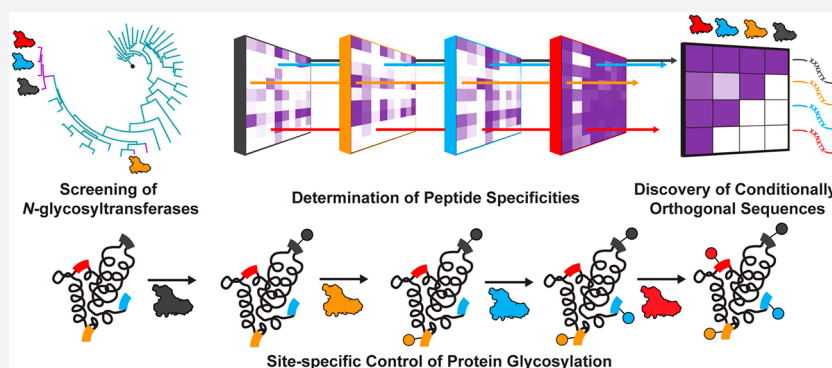 Screening of
N-glycosyltransferases
Determination of Peptide Specificities
Discovery of Conditionally
Orthogonal Sequences
Site-specific Control of Protein Glycosylation